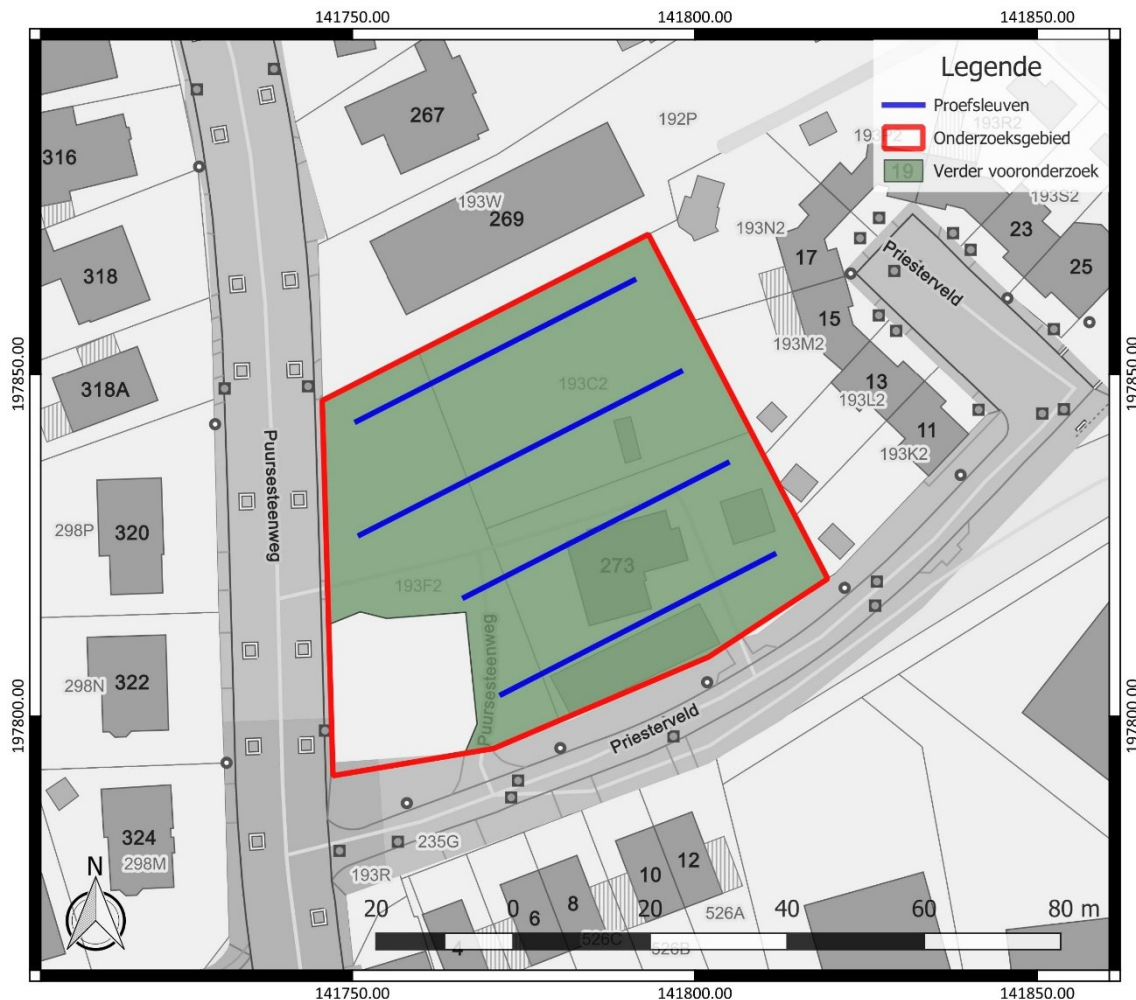 141750.00
141800.00
141850.00
Legende
Proefsleuven
Onderzoeksgebied
Verder vooronderzoek
267
192P
193R2
19
193S2
316
193W
269
193N2
23
17
25
318
Priesterveld
15
193M2
197850.00
197850.00
318A
193C2
13
193L2
11
193K2
Puursesteenweg
320
298P
273
193F2
Puursesteenweg
322
298N
197800.00
197800.00
Priesterveld
324
298M
235G
193R
N
10
12
8
6
4
526A
526C
526B
20
0
20
40
60
80 m
141750.00
141800.00
141850.00